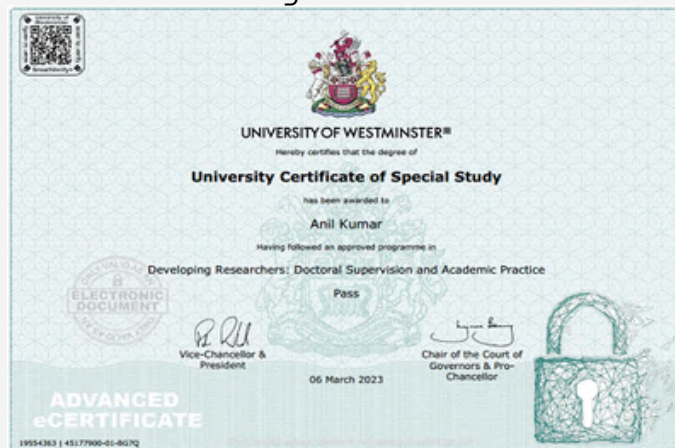 UNIVERSITY OF WESTMINSTER
Hereby certifies that the degree of
University Certificate of Special Study
has been awarded to
Anil Kumar
Having followed an approved programme in
Developing Researchers: Doctoral Supervision and Academic Practice
Pass
ELECTRONIC
DOCUMENT
Vice-Chancellor &
President
Chair of the Court of
Governors & Pro-
Chancellor
06 March 2023
ADVANCED
eCERTIFICATE
19554363 | 45177900-01-BG7Q